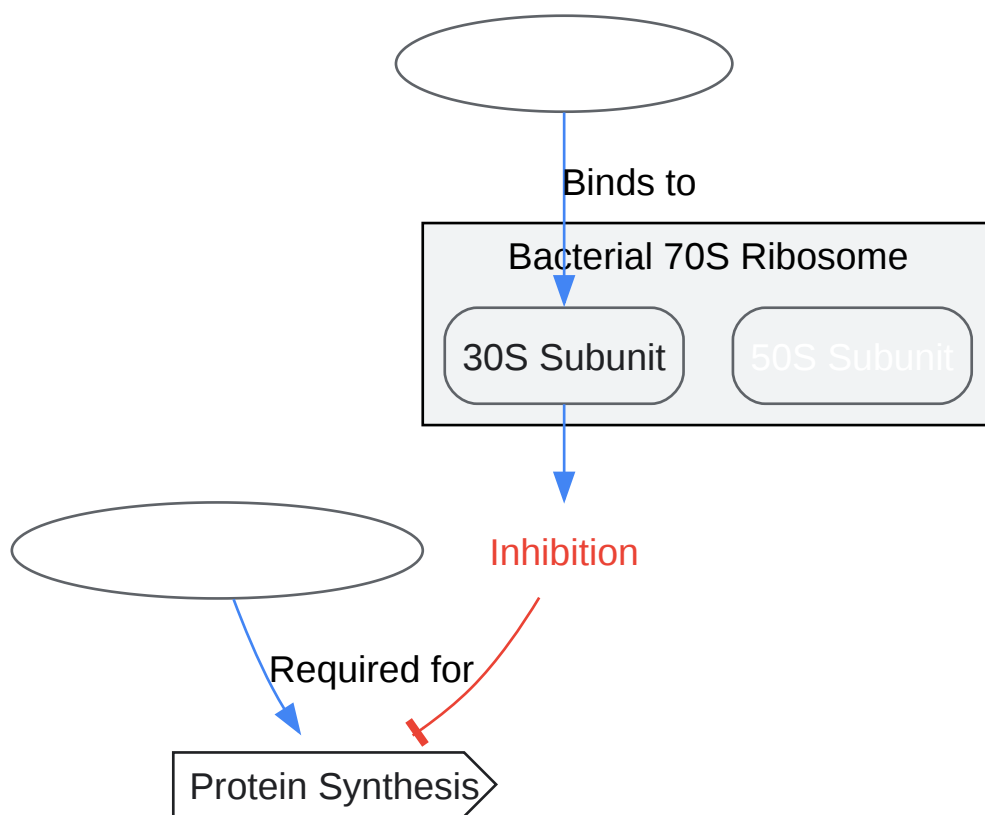 Binds to
Bacterial 70S Ribosome
30S Subunit
50S Subunit
Inhibition
Required for
Protein Synthesis